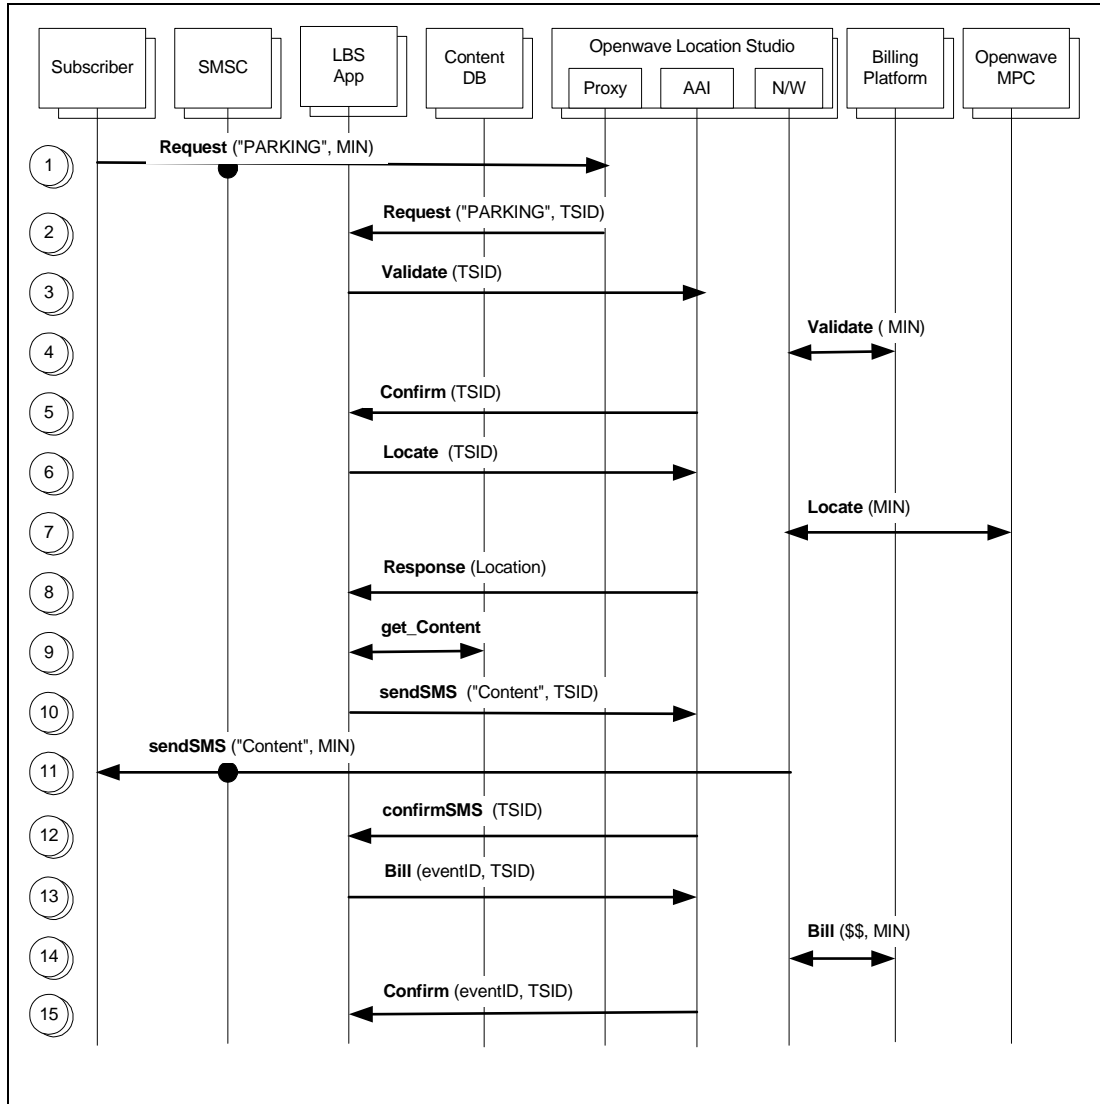 Subscriber
SMSC
LBS
App
Content
DB
Openwave Location Studio
Proxy
AAI
N/W
Billing
Platform
Openwave
MPC
1
Request ("PARKING", MIN)
2
Request ("PARKING", TSID)
3
Validate (TSID)
4
Validate ( MIN)
5
Confirm (TSID)
6
Locate (TSID)
7
Locate (MIN)
8
Response (Location)
9
get_Content
10
sendSMS ("Content", TSID)
11
sendSMS ("Content", MIN)
12
confirmSMS (TSID)
13
Bill (eventID, TSID)
14
Bill ($$, MIN)
15
Confirm (eventID, TSID)